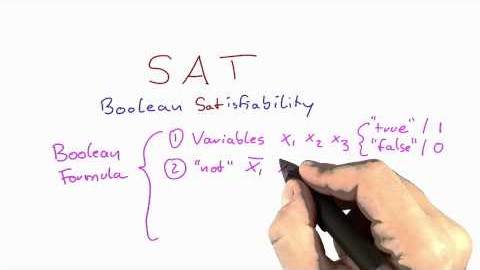 SAT
Boolean Satisfiability
Boolean
Formula
① Variables x₁ x₂ x₃ { "true" / 1
"false" / 0
② "not" x̅₁